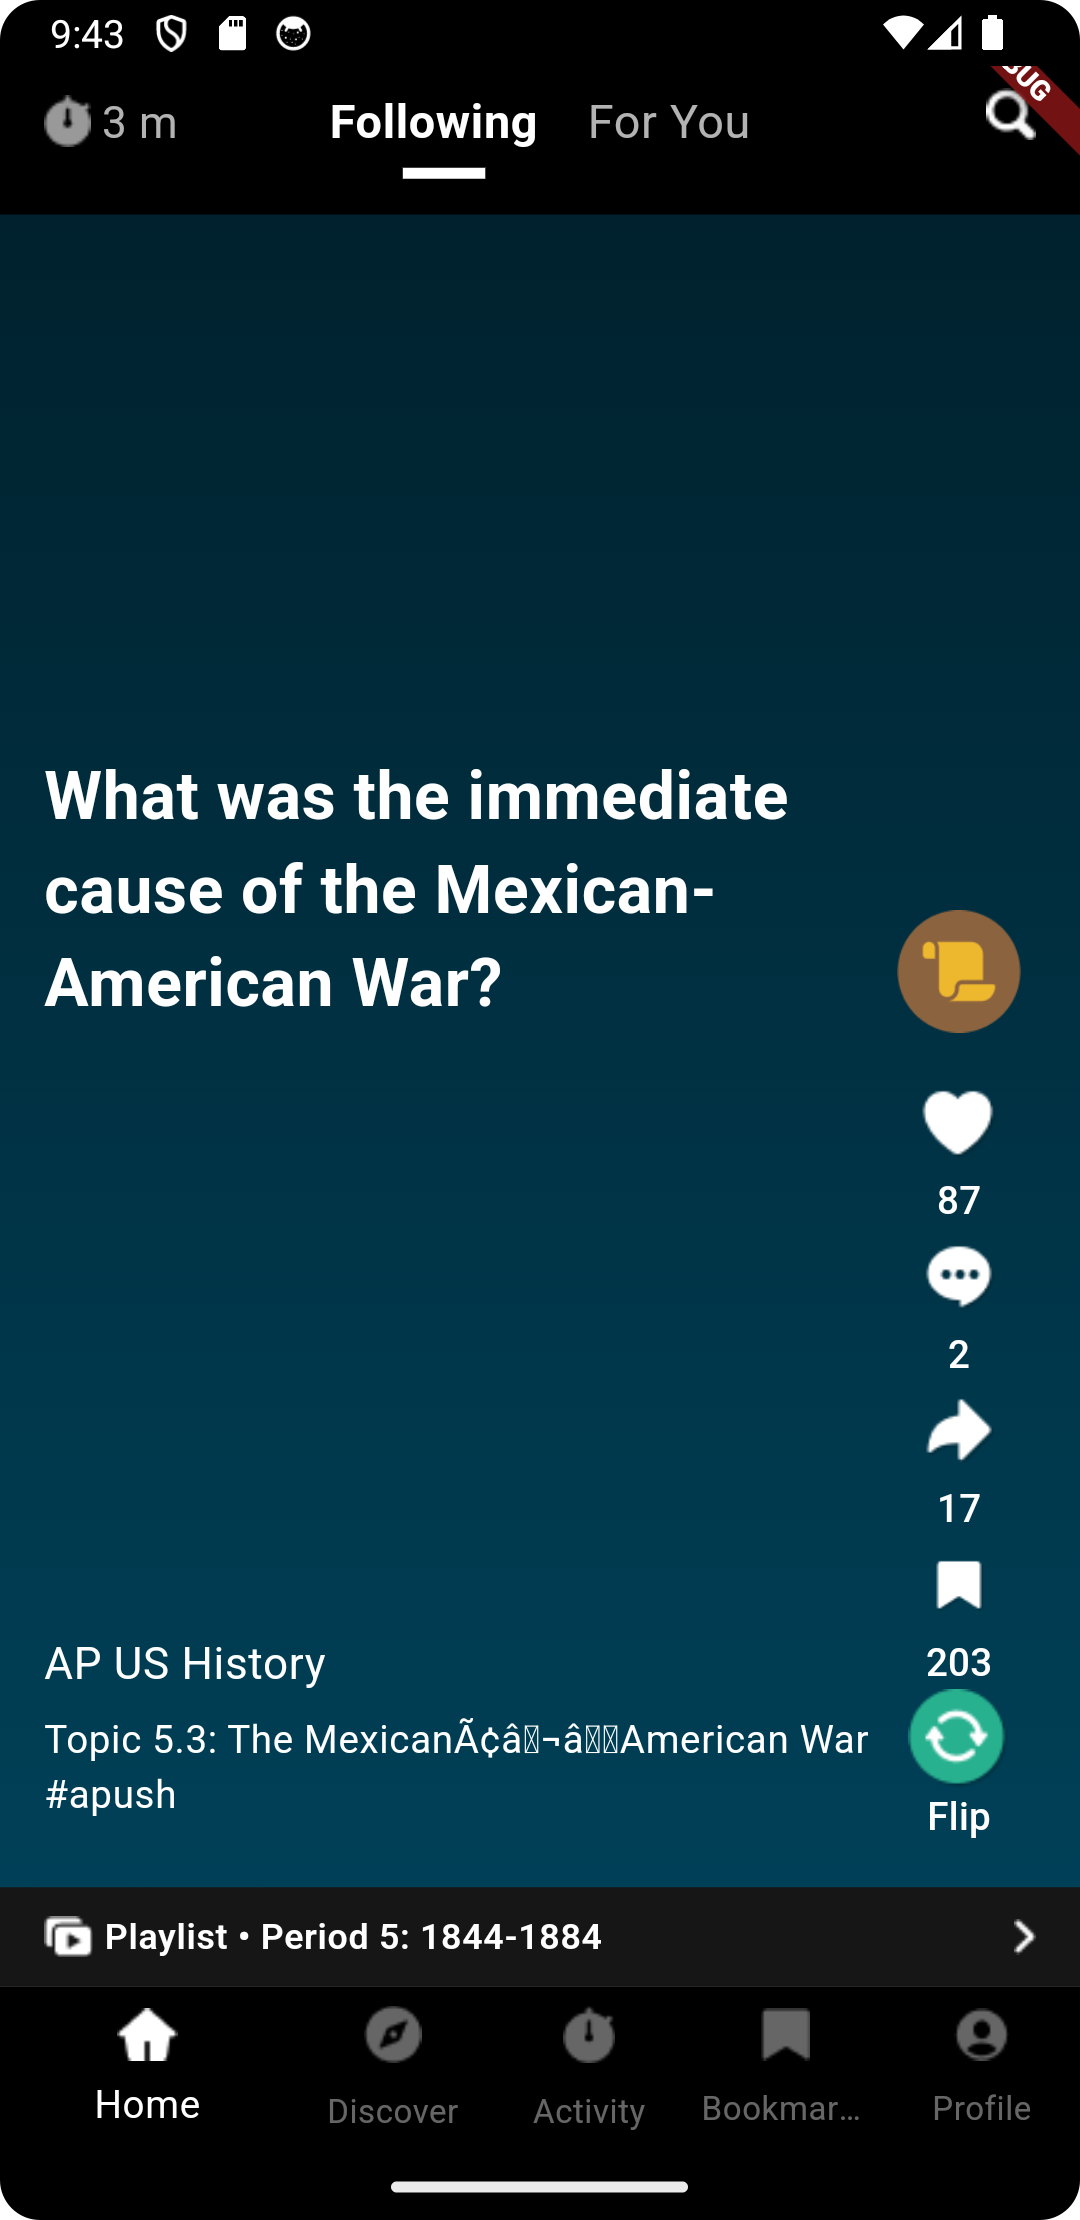 9:43
3 m
Following
For You
BUG
What was the immediate
cause of the Mexican-
American War?
87
2
17
203
AP US History
Topic 5.3: The MexicanÃ¢â¬âAmerican War
#apush
Flip
Playlist • Period 5: 1844-1884
Home
Discover
Activity
Bookmar...
Profile